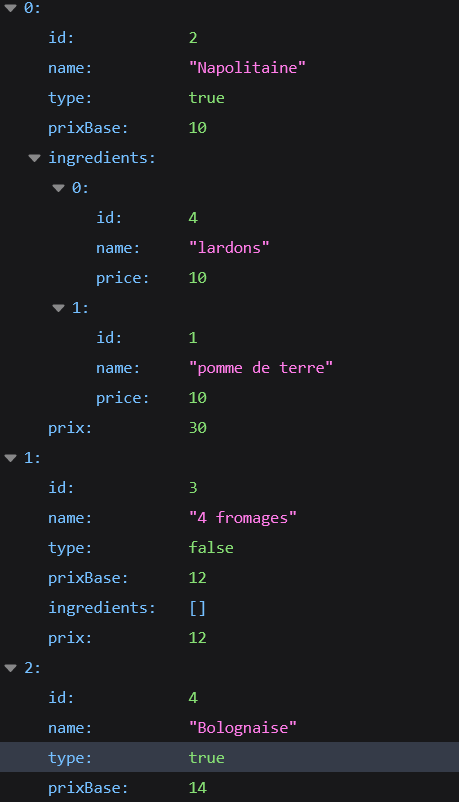 0:
id: 2
name: "Napolitaine"
type: true
prixBase: 10
ingredients:
0:
id: 4
name: "lardons"
price: 10
1:
id: 1
name: "pomme de terre"
price: 10
prix: 30
1:
id: 3
name: "4 fromages"
type: false
prixBase: 12
ingredients: []
prix: 12
2:
id: 4
name: "Bolognaise"
type: true
prixBase: 14